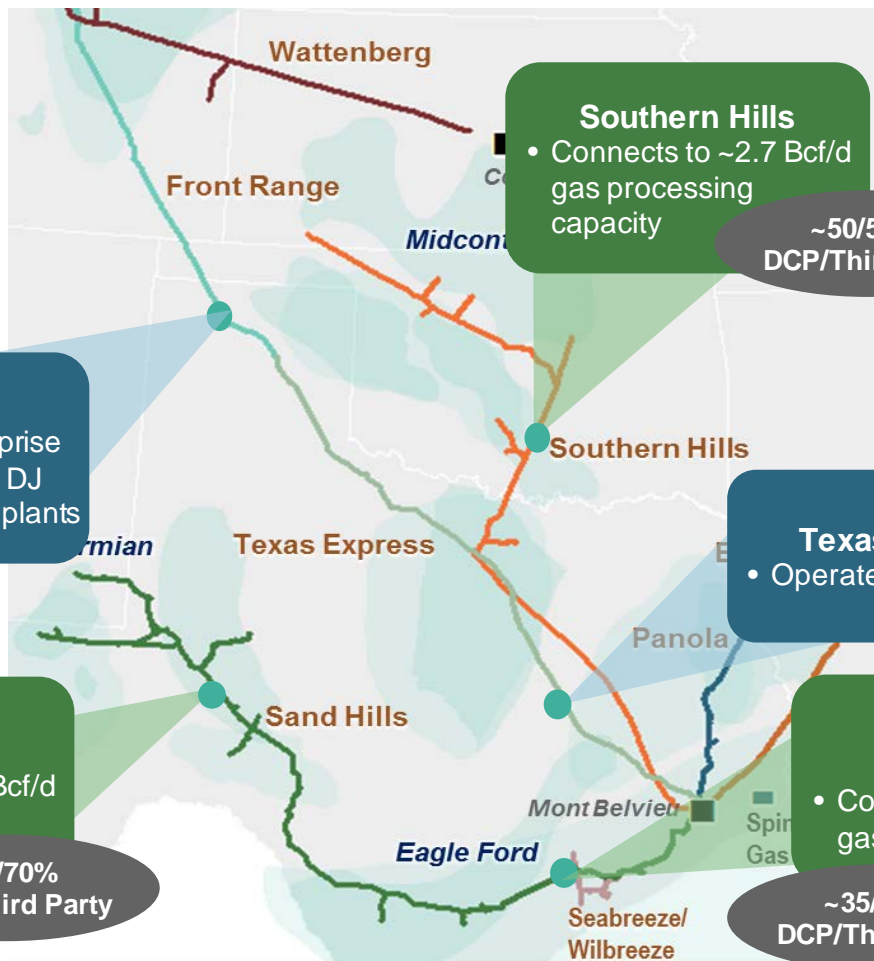 Wattenberg
Southern Hills
• Connects to ~2.7 Bcf/d
gas processing
capacity
~50/5
DCP/Thir
Front Range
Midcont
prise
DJ
plants
Southern Hills
rmian
Texas Express
Texas
• Operate
Panola
Sand Hills
Bcf/d
/70%
ird Party
Mont Belvieu
Spin
Gas
• Co
gas
Eagle Ford
~35/
DCP/Th
Seabreeze/
Wilbreeze